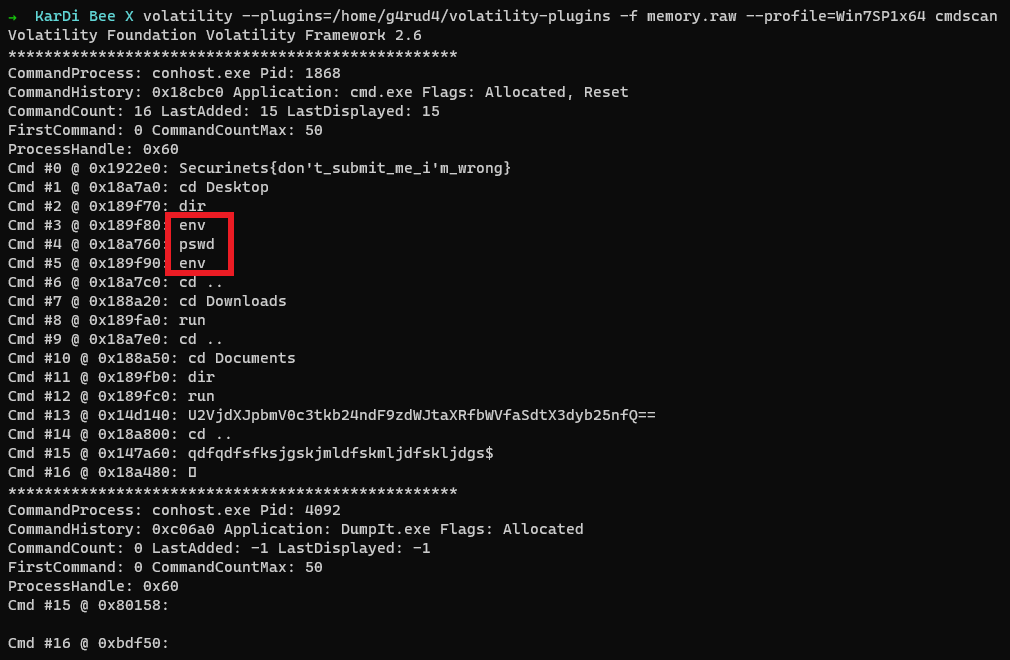 → KarDi Bee X volatility --plugins=/home/g4rud4/volatility-plugins -f memory.raw --profile=Win7SP1x64 cmdscan
Volatility Foundation Volatility Framework 2.6
**************************************************
CommandProcess: conhost.exe Pid: 1868
CommandHistory: 0x18cbc0 Application: cmd.exe Flags: Allocated, Reset
CommandCount: 16 LastAdded: 15 LastDisplayed: 15
FirstCommand: 0 CommandCountMax: 50
ProcessHandle: 0x60
Cmd #0 @ 0x1922e0: Securinets{don't_submit_me_i'm_wrong}
Cmd #1 @ 0x18a7a0: cd Desktop
Cmd #2 @ 0x189f70: dir
Cmd #3 @ 0x189f80: env
Cmd #4 @ 0x18a760: pswd
Cmd #5 @ 0x189f90: env
Cmd #6 @ 0x18a7c0: cd ..
Cmd #7 @ 0x188a20: cd Downloads
Cmd #8 @ 0x189fa0: run
Cmd #9 @ 0x18a7e0: cd ..
Cmd #10 @ 0x188a50: cd Documents
Cmd #11 @ 0x189fb0: dir
Cmd #12 @ 0x189fc0: run
Cmd #13 @ 0x14d140: U2VjdXJpbmV0c3tkb24ndF9zdWJtaXRfbWVfaSdtX3dyb25nfQ==
Cmd #14 @ 0x18a800: cd ..
Cmd #15 @ 0x147a60: qdfqdfsfksjgskjmldfskmljdfskljdgs$
Cmd #16 @ 0x18a480: ▯
**************************************************
CommandProcess: conhost.exe Pid: 4092
CommandHistory: 0xc06a0 Application: DumpIt.exe Flags: Allocated
CommandCount: 0 LastAdded: -1 LastDisplayed: -1
FirstCommand: 0 CommandCountMax: 50
ProcessHandle: 0x60
Cmd #15 @ 0x80158:
Cmd #16 @ 0xbdf50: